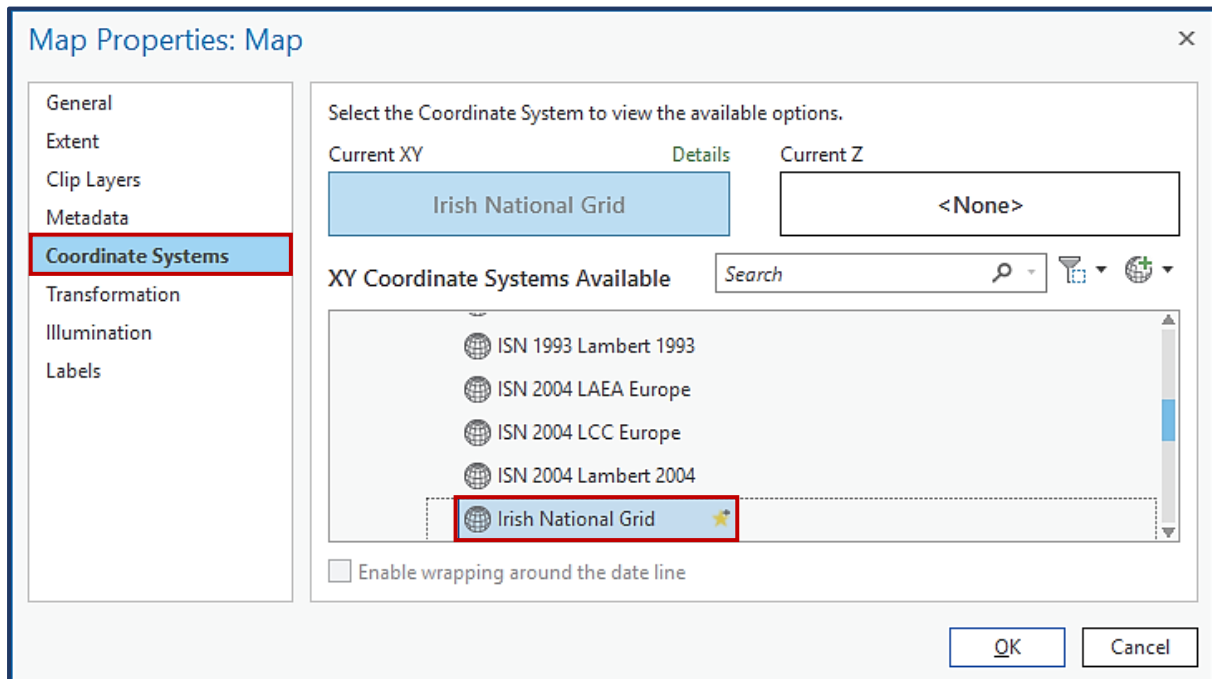 Map Properties: Map
General
Extent
Clip Layers
Metadata
Coordinate Systems
Transformation
Illumination
Labels
Select the Coordinate System to view the available options.
Current XY Details Current Z
Irish National Grid <None>
XY Coordinate Systems Available Search
ISN 1993 Lambert 1993
ISN 2004 LAEA Europe
ISN 2004 LCC Europe
ISN 2004 Lambert 2004
Irish National Grid
Enable wrapping around the date line
OK Cancel